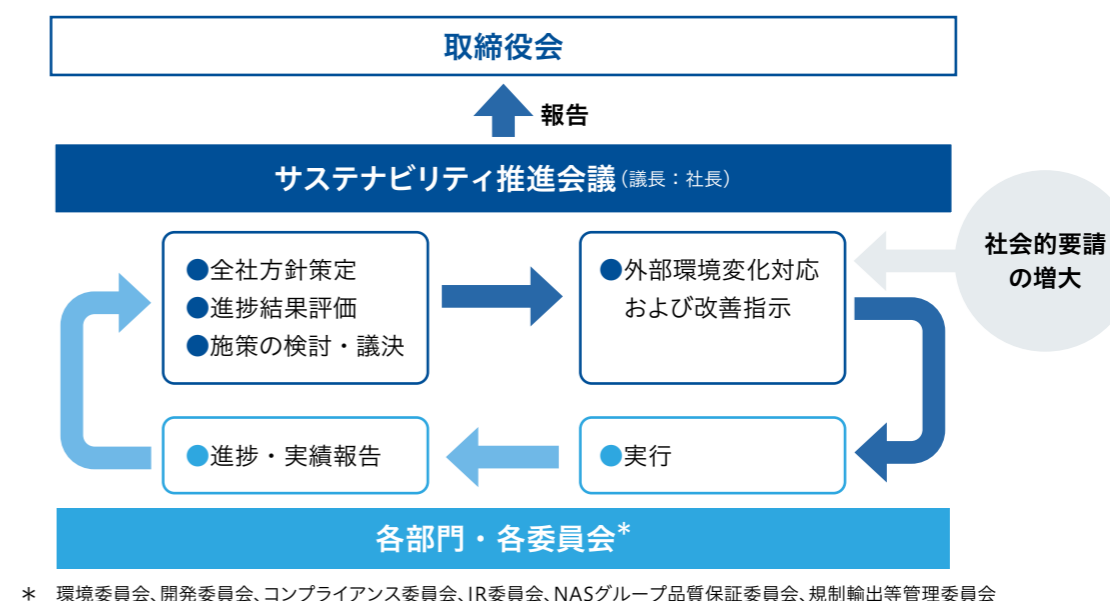 取締役会
報告
サステナビリティ推進会議（議長：社長）
●全社方針策定
●進捗結果評価
●施策の検討・議決
●外部環境変化対応
および改善指示
社会的要請
の増大
●進捗・実績報告
●実行
各部門・各委員会＊
＊ 環境委員会、開発委員会、コンプライアンス委員会、IR委員会、NASグループ品質保証委員会、規制輸出等管理委員会